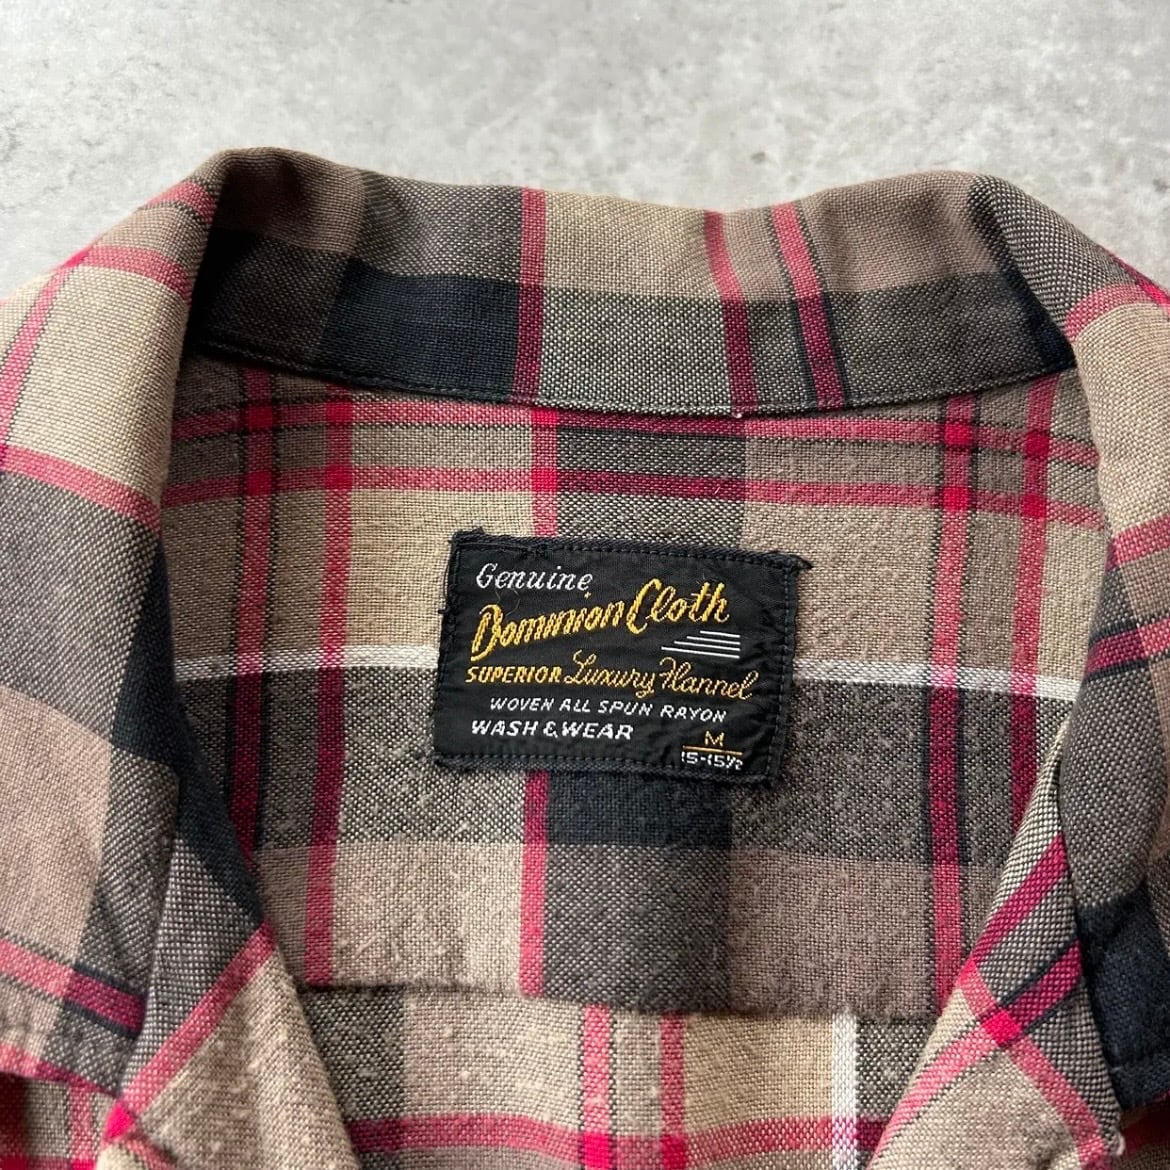 Genuine
Dominion Cloth
SUPERIOR Luxury Flannel
WOVEN ALL SPUN RAYON
WASH & WEAR
M
15-15½